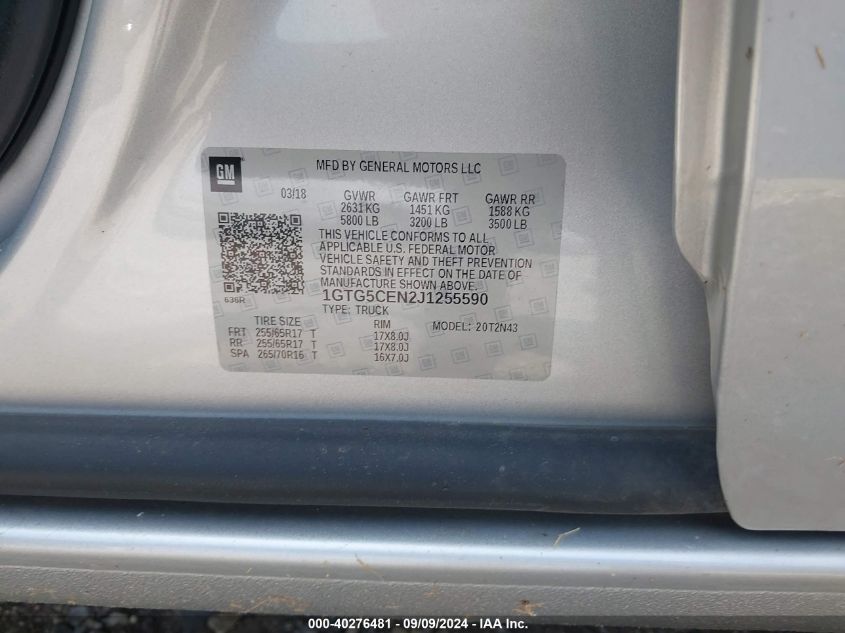 GM
MFD BY GENERAL MOTORS LLC
03/18 GVWR GAWR FRT GAWR RR
2631 KG 1451 KG 1588 KG
5800 LB 3200 LB 3500 LB
THIS VEHICLE CONFORMS TO ALL
APPLICABLE U.S. FEDERAL MOTOR
VEHICLE SAFETY AND THEFT PREVENTION
STANDARDS IN EFFECT ON THE DATE OF
MANUFACTURE SHOWN ABOVE.
636R
1GTG5CEN2J1255590
TYPE: TRUCK
TIRE SIZE RIM MODEL: 20T2N43
FRT 255/65R17 T 17X8.0J
RR 255/65R17 T 17X8.0J
SPA 265/70R16 T 16X7.0J
000-40276481 - 09/09/2024 - IAA Inc.